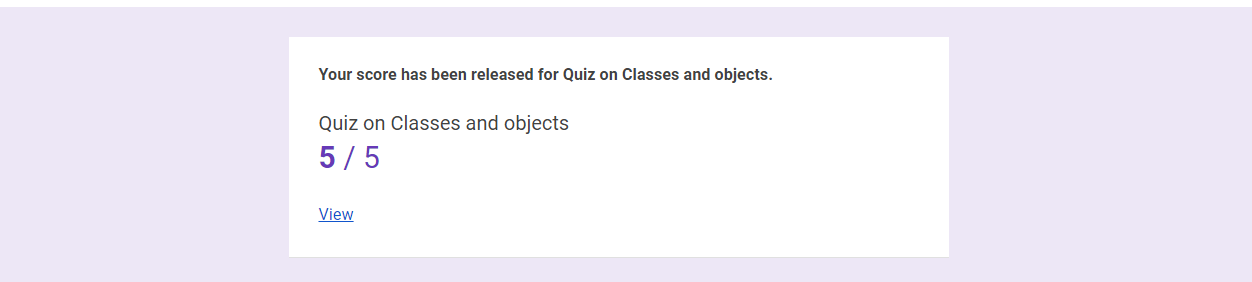 Your score has been released for Quiz on Classes and objects.
Quiz on Classes and objects
5 / 5
View